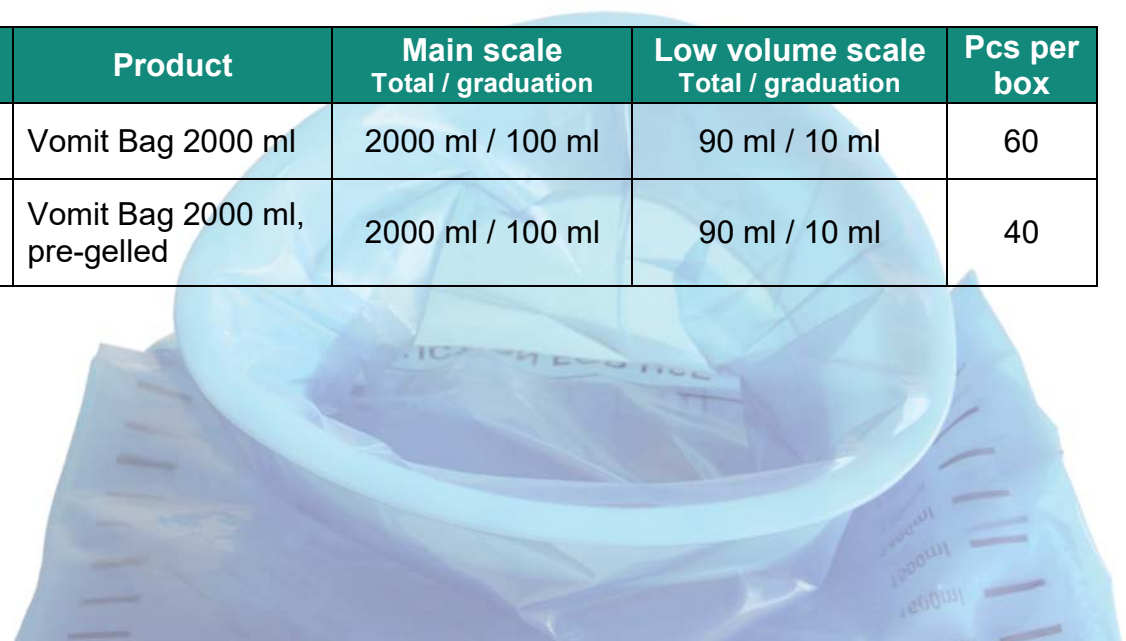 Product Main scale Low volume scale Pcs per
Total / graduation Total / graduation box
Vomit Bag 2000 ml 2000 ml / 100 ml 90 ml / 10 ml 60
Vomit Bag 2000 ml,
pre-gelled 2000 ml / 100 ml 90 ml / 10 ml 40
1600ml